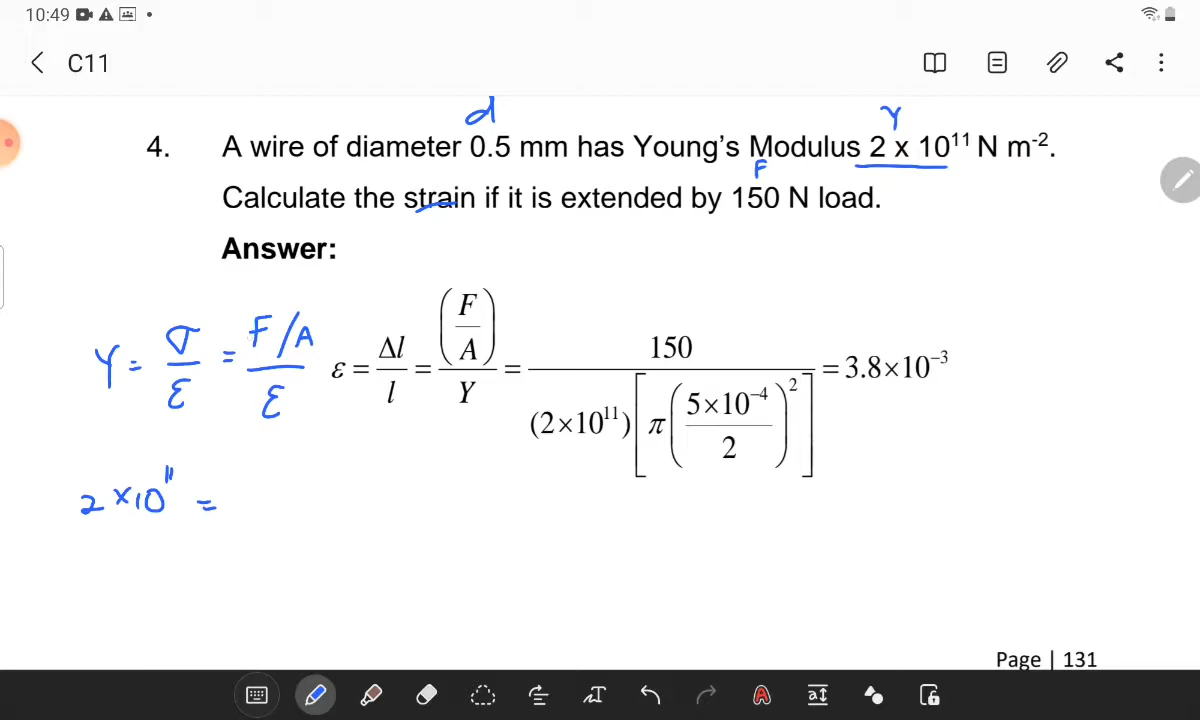 10:49
C11
d Y
4. A wire of diameter 0.5 mm has Young's Modulus 2 x 10¹¹ N m⁻².
F
Calculate the strain if it is extended by 150 N load.
Answer:
Y = σ/ε = (F/A)/ε ε = Δl/l = (F/A)/Y = 150/((2×10¹¹)[π(5×10⁻⁴/2)²]) = 3.8×10⁻³
2 ×10¹¹ =
Page | 131